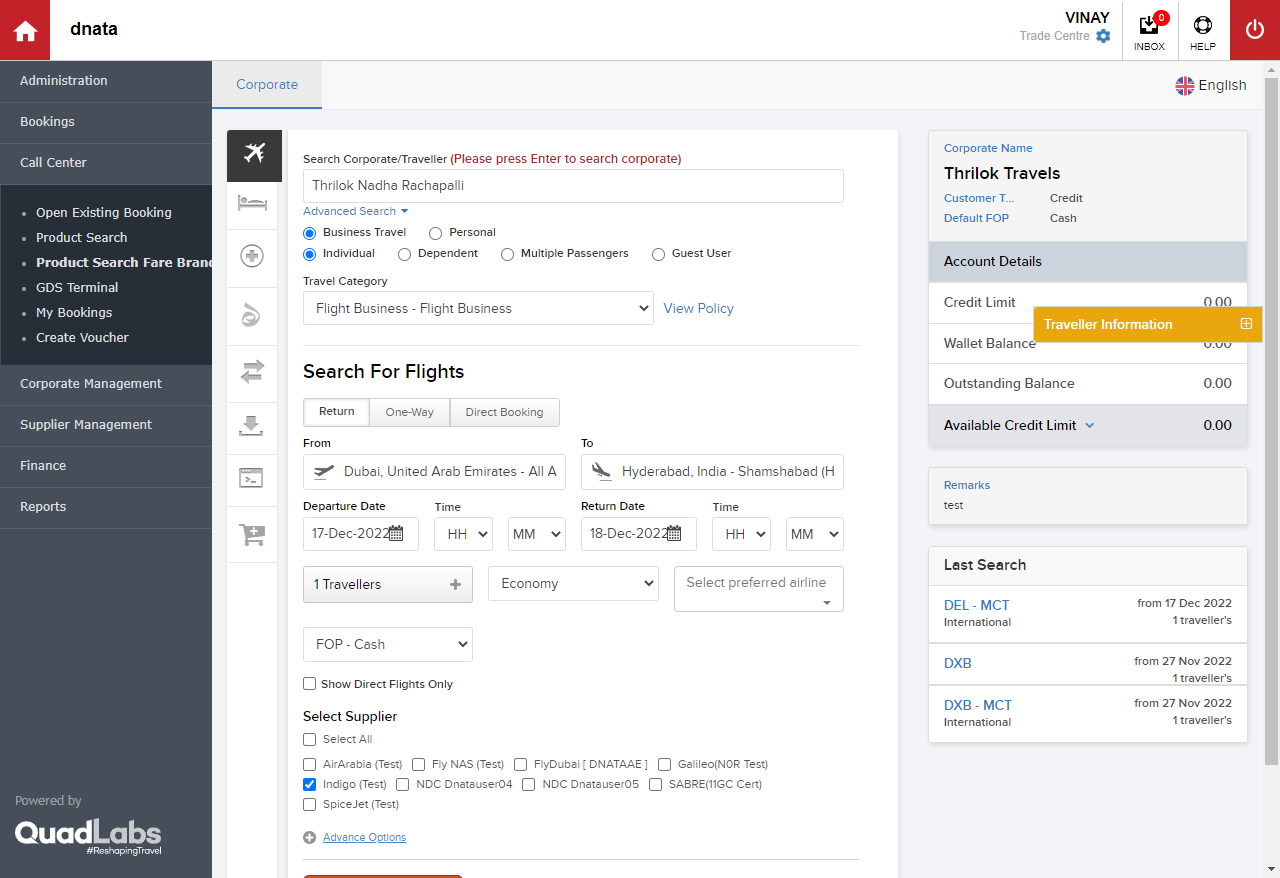 dnata
VINAY
Trade Centre
0
INBOX
HELP
Administration
Bookings
Call Center
Open Existing Booking
Product Search
Product Search Fare Bran
GDS Terminal
My Bookings
Create Voucher
Corporate Management
Supplier Management
Finance
Reports
Powered by
QuadLabs
#ReshapingTravel
Corporate
English
Search Corporate/Traveller (Please press Enter to search corporate)
Thrilok Nadha Rachapalli
Advanced Search
Business Travel Personal
Individual Dependent Multiple Passengers Guest User
Travel Category
Flight Business - Flight Business View Policy
Search For Flights
Return One-Way Direct Booking
From To
Dubai, United Arab Emirates - All A Hyderabad, India - Shamshabad (H
Departure Date Time Return Date Time
17-Dec-2022 HH MM 18-Dec-2022 HH MM
1 Travellers Economy Select preferred airline
FOP - Cash
Show Direct Flights Only
Select Supplier
Select All
AirArabia (Test) Fly NAS (Test) FlyDubai [ DNATAAE ] Galileo(N0R Test)
Indigo (Test) NDC Dnatauser04 NDC Dnatauser05 SABRE(11GC Cert)
SpiceJet (Test)
Advance Options
Corporate Name
Thrilok Travels
Customer T... Credit
Default FOP Cash
Account Details
Credit Limit 0.00
Traveller Information
Wallet Balance 0.00
Outstanding Balance 0.00
Available Credit Limit 0.00
Remarks
test
Last Search
DEL - MCT from 17 Dec 2022
International 1 traveller's
DXB from 27 Nov 2022
1 traveller's
DXB - MCT from 27 Nov 2022
International 1 traveller's